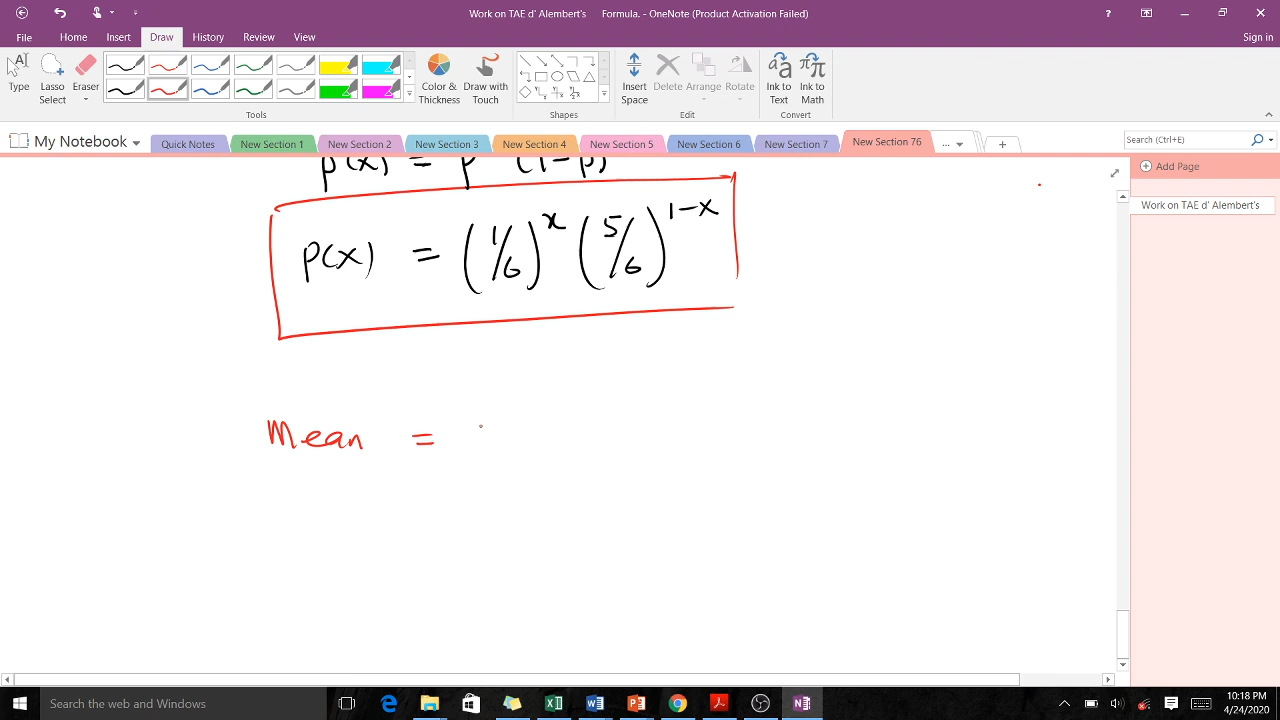 Work on TAE d' Alembert's Formula. - OneNote (Product Activation Failed)
File Home Insert Draw History Review View Sign in
Type Lasso Select Eraser Color & Thickness Draw with Touch Insert Space Delete Arrange Rotate Ink to Text Ink to Math
Tools Shapes Edit Convert
My Notebook Quick Notes New Section 1 New Section 2 New Section 3 New Section 4 New Section 5 New Section 6 New Section 7 New Section 76 ... Search (Ctrl+E)
Add Page
Work on TAE d' Alembert's
p(x) = p (1-p)
p(x) = (1/6)^x (5/6)^1-x
Mean =
Search the web and Windows
10:18 PM
4/24/2020